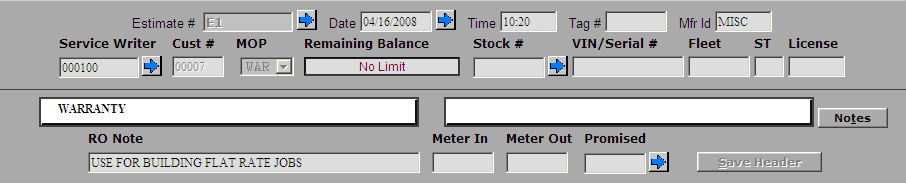 Estimate # E1 Date 04/16/2008 Time 10:20 Tag # Mfr Id MISC
Service Writer Cust # MOP Remaining Balance Stock # VIN/Serial # Fleet ST License
000100 00007 WAR No Limit
WARRANTY
Notes
RO Note Meter In Meter Out Promised
USE FOR BUILDING FLAT RATE JOBS Save Header